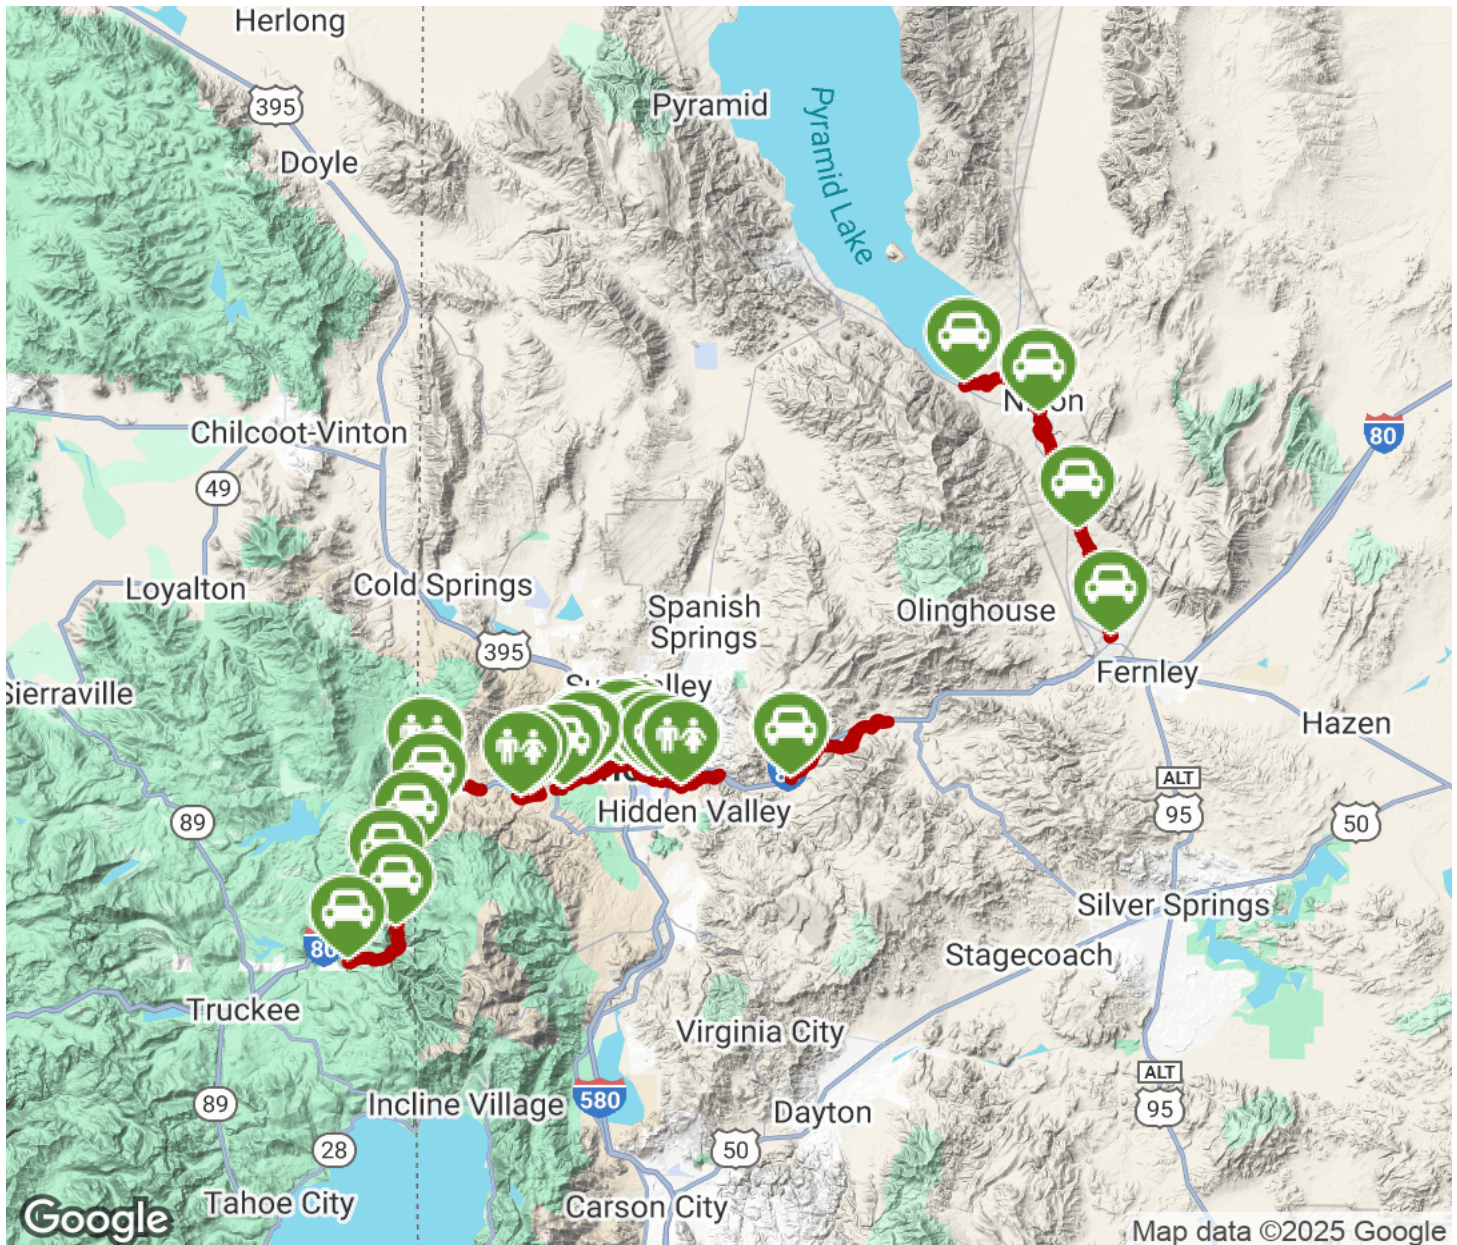 Herlong
395
Pyramid
Pyramid Lake
Doyle
Chilcoot-Vinton
80
49
Loyalton
Cold Springs
Spanish
Springs
Olinghouse
395
Fernley
Sierraville
Hazen
ALT
95
50
Hidden Valley
89
Silver Springs
80
Stagecoach
Truckee
Virginia City
ALT
95
580
89
Incline Village
Dayton
28
50
Tahoe City
Carson City
Google
Map data ©2025 Google